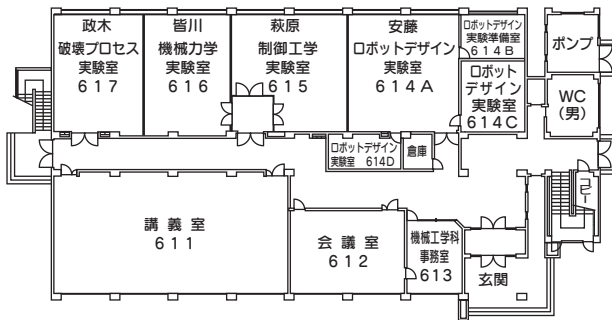 政木
破壊プロセス
実験室
617
皆川
機械力学
実験室
616
萩原
制御工学
実験室
615
安藤
ロボットデザイン
実験室
614A
ロボットデザイン
実験準備室
614B
ロボット
デザイン
実験室
614C
ポンプ
WC
(男)
ロボットデザイン
実験室 614D
倉庫
コピー
講義室
611
会議室
612
機械工学科
事務室
613
玄関